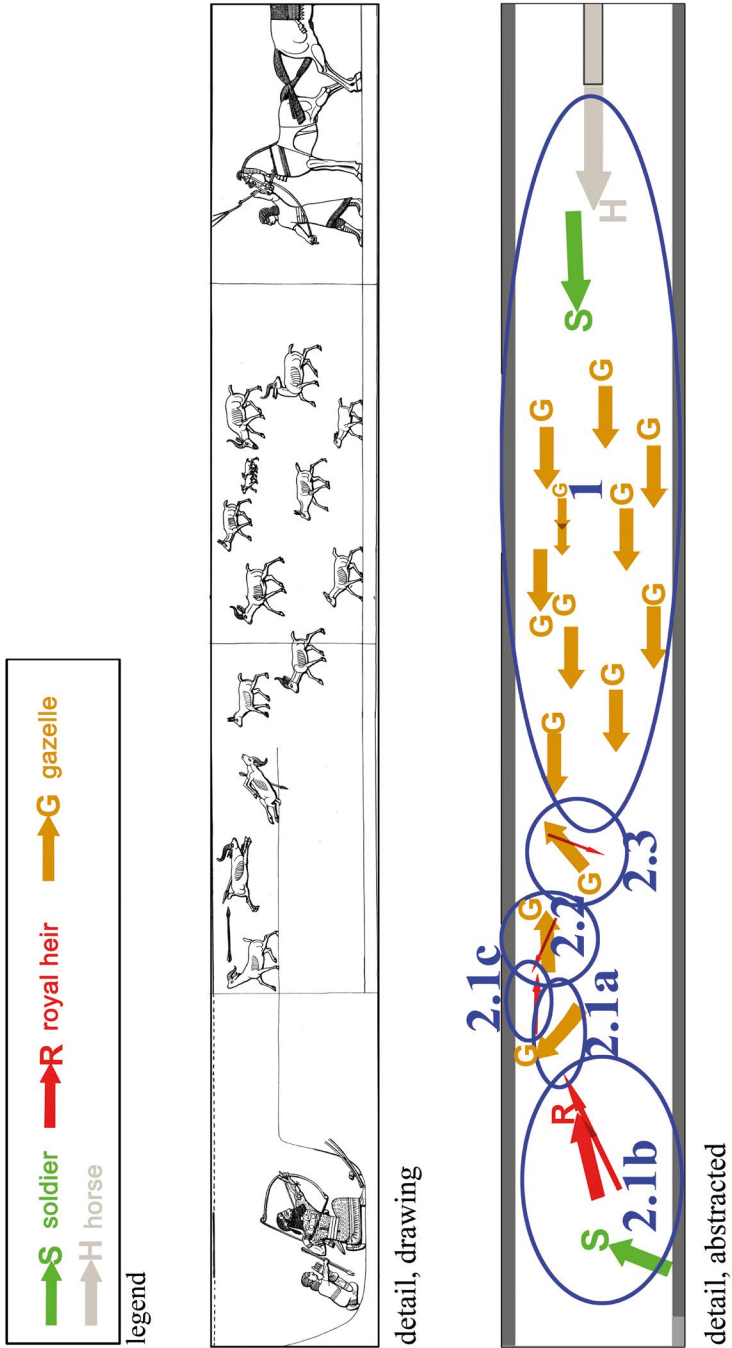 S soldier R royal heir G gazelle
H horse
legend
detail, drawing
2.1c
G G G G G
R 2.2 G G S
1
S 2.1a G G G G H
2.1b 2.3 G G
detail, abstracted